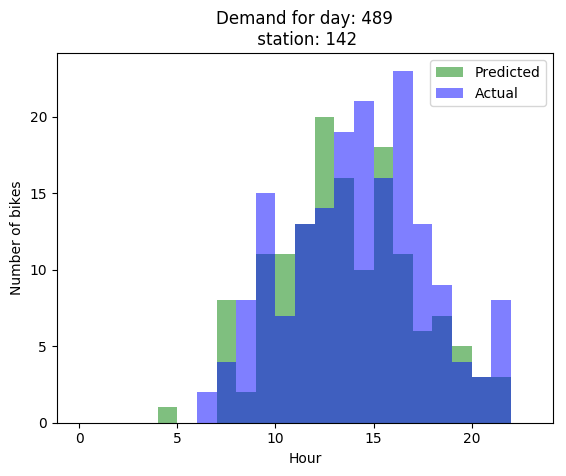 Demand for day: 489
station: 142
Predicted
Actual
Number of bikes
20
15
10
5
0
0
5
10
15
20
Hour